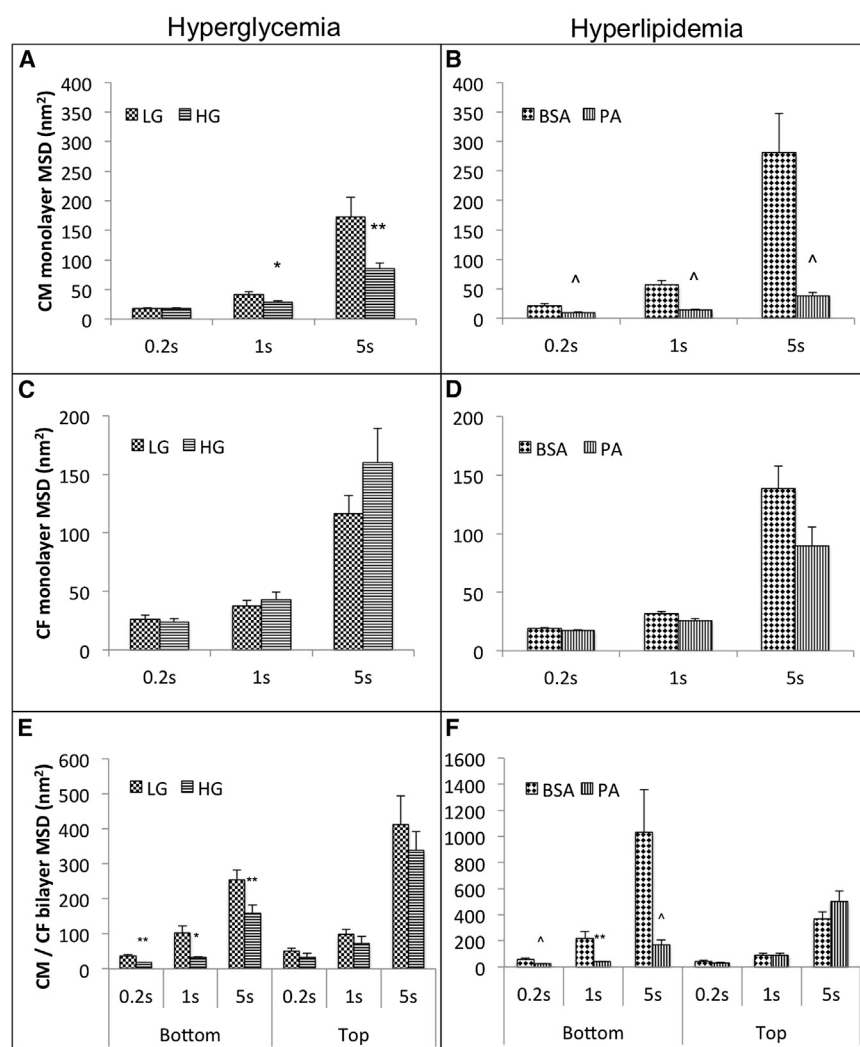 Hyperglycemia
Hyperlipidemia
A
CM monolayer MSD (nm²)
400
350
300
250
200
150
100
50
0
LG HG
*
**
0.2s 1s 5s
B
400
350
300
250
200
150
100
50
0
BSA PA
^
^
^
0.2s 1s 5s
C
CF monolayer MSD (nm²)
200
150
100
50
0
LG HG
0.2s 1s 5s
D
200
150
100
50
0
BSA PA
0.2s 1s 5s
E
CM / CF bilayer MSD (nm²)
600
500
400
300
200
100
0
LG HG
**
*
**
0.2s 1s 5s 0.2s 1s 5s
Bottom Top
F
1600
1400
1200
1000
800
600
400
200
0
BSA PA
^
**
^
0.2s 1s 5s 0.2s 1s 5s
Bottom Top